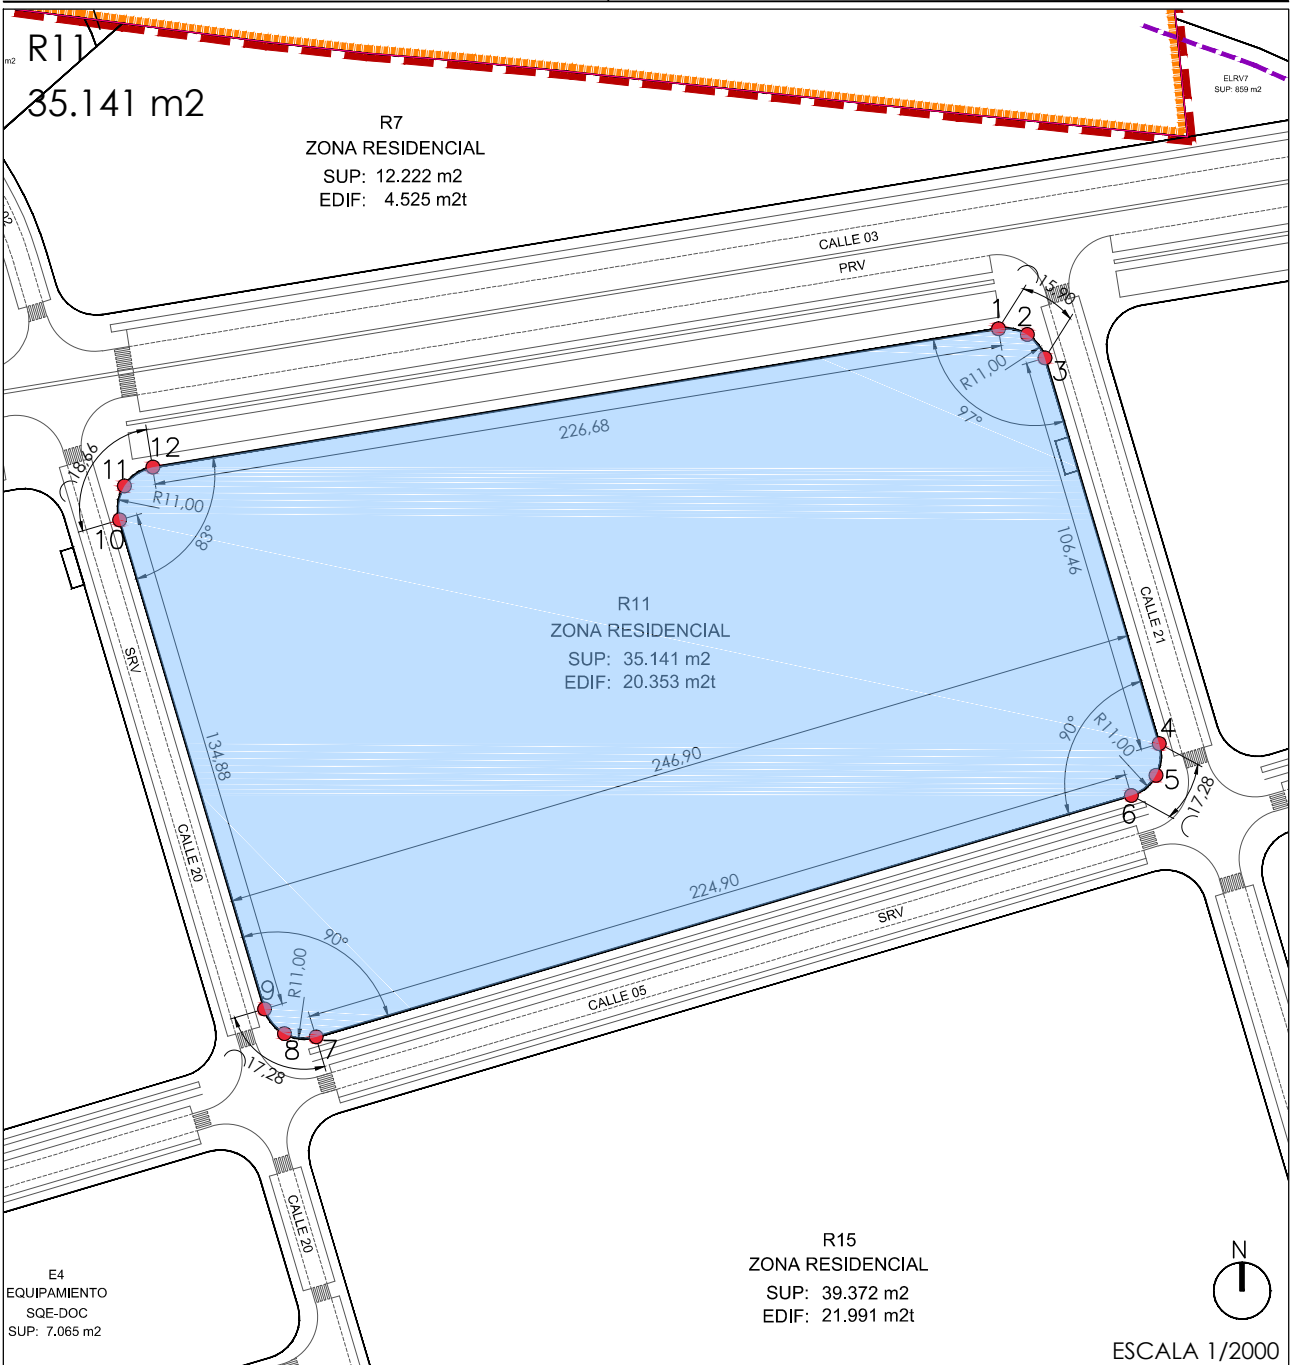 R11
m2
35.141 m2
ELRV7
SUP: 859 m2
R7
ZONA RESIDENCIAL
SUP: 12.222 m2
EDIF: 4.525 m2t
02
CALLE 03
PRV
15,90
1
2
3
R11,00
97°
226,68
12
18,66
11
R11,00
10
83°
106,46
CALLE 21
R11
ZONA RESIDENCIAL
SUP: 35.141 m2
EDIF: 20.353 m2t
SRV
134,88
246,90
90°
R11,00
4
5
6
17,28
CALLE 20
224,90
SRV
90°
R11,00
9
8
7
17,28
CALLE 05
CALLE 20
R15
ZONA RESIDENCIAL
SUP: 39.372 m2
EDIF: 21.991 m2t
E4
EQUIPAMIENTO
SQE-DOC
SUP: 7.065 m2
N
ESCALA 1/2000